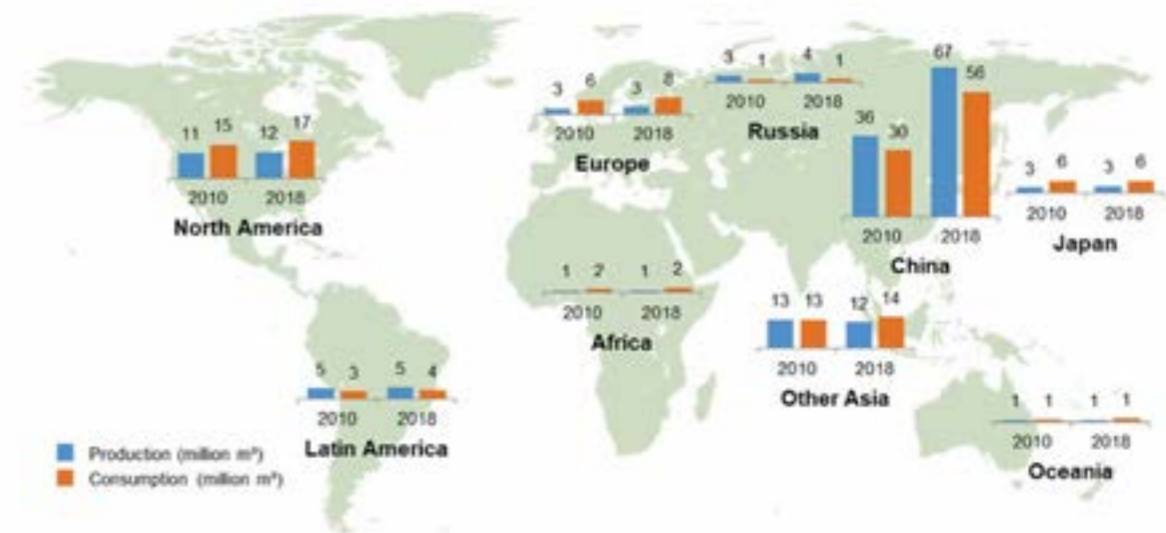 11 15 12 17
2010 2018
North America
3 6 3 8
2010 2018
Europe
3 1 4 1
2010 2018
Russia
36 30 67 56
2010 2018
China
3 6 3 6
2010 2018
Japan
1 2 1 2
2010 2018
Africa
13 13 12 14
2010 2018
Other Asia
5 3 5 4
2010 2018
Latin America
1 1 1 1
2010 2018
Oceania
Production (million m³)
Consumption (million m³)